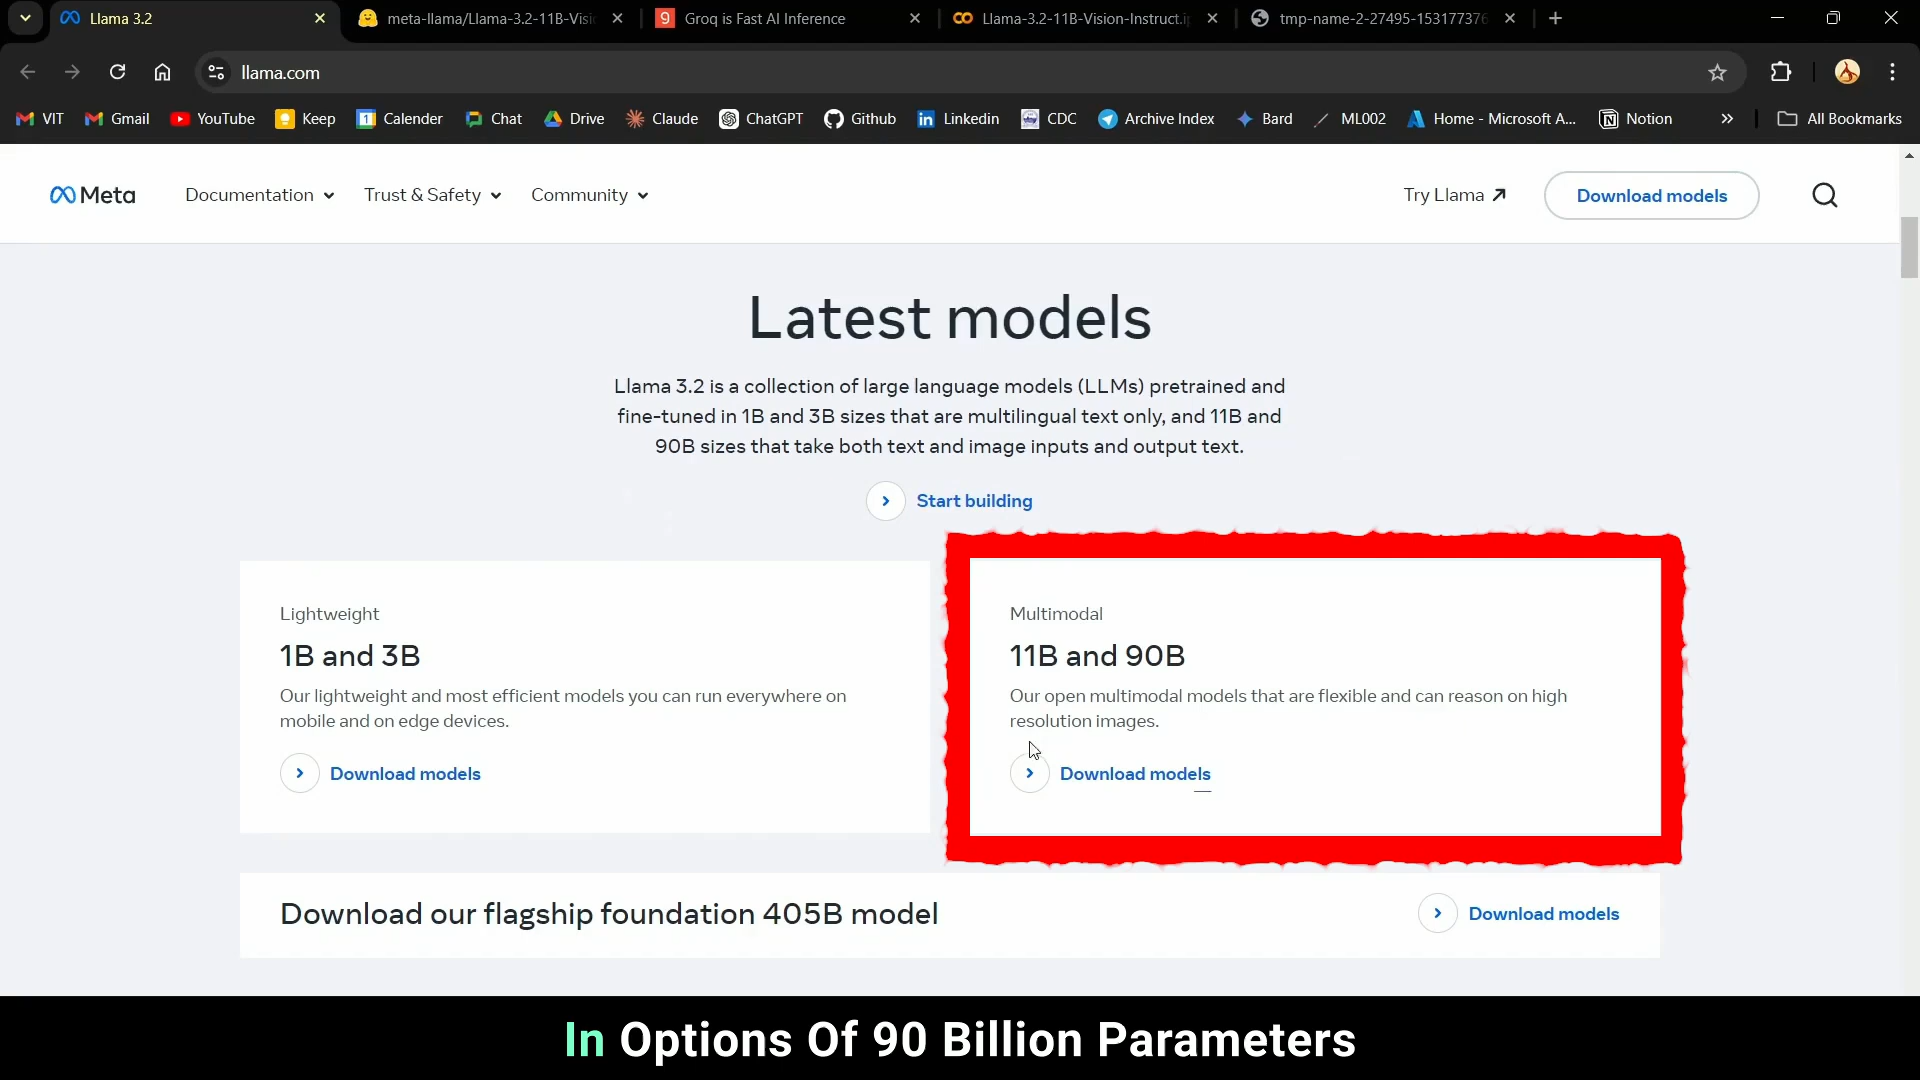 Llama 3.2
meta-llama/Llama-3.2-11B-Visi
Groq is Fast AI Inference
Llama-3.2-11B-Vision-Instruct.i
tmp-name-2-27495-153177376
llama.com
VIT
Gmail
YouTube
Keep
Calender
Chat
Drive
Claude
ChatGPT
Github
Linkedin
CDC
Archive Index
Bard
ML002
Home - Microsoft A...
Notion
All Bookmarks
Meta
Documentation
Trust & Safety
Community
Try Llama
Download models
Latest models
Llama 3.2 is a collection of large language models (LLMs) pretrained and
fine-tuned in 1B and 3B sizes that are multilingual text only, and 11B and
90B sizes that take both text and image inputs and output text.
Start building
Lightweight
1B and 3B
Our lightweight and most efficient models you can run everywhere on
mobile and on edge devices.
Download models
Multimodal
11B and 90B
Our open multimodal models that are flexible and can reason on high
resolution images.
Download models
Download our flagship foundation 405B model
Download models
In Options Of 90 Billion Parameters